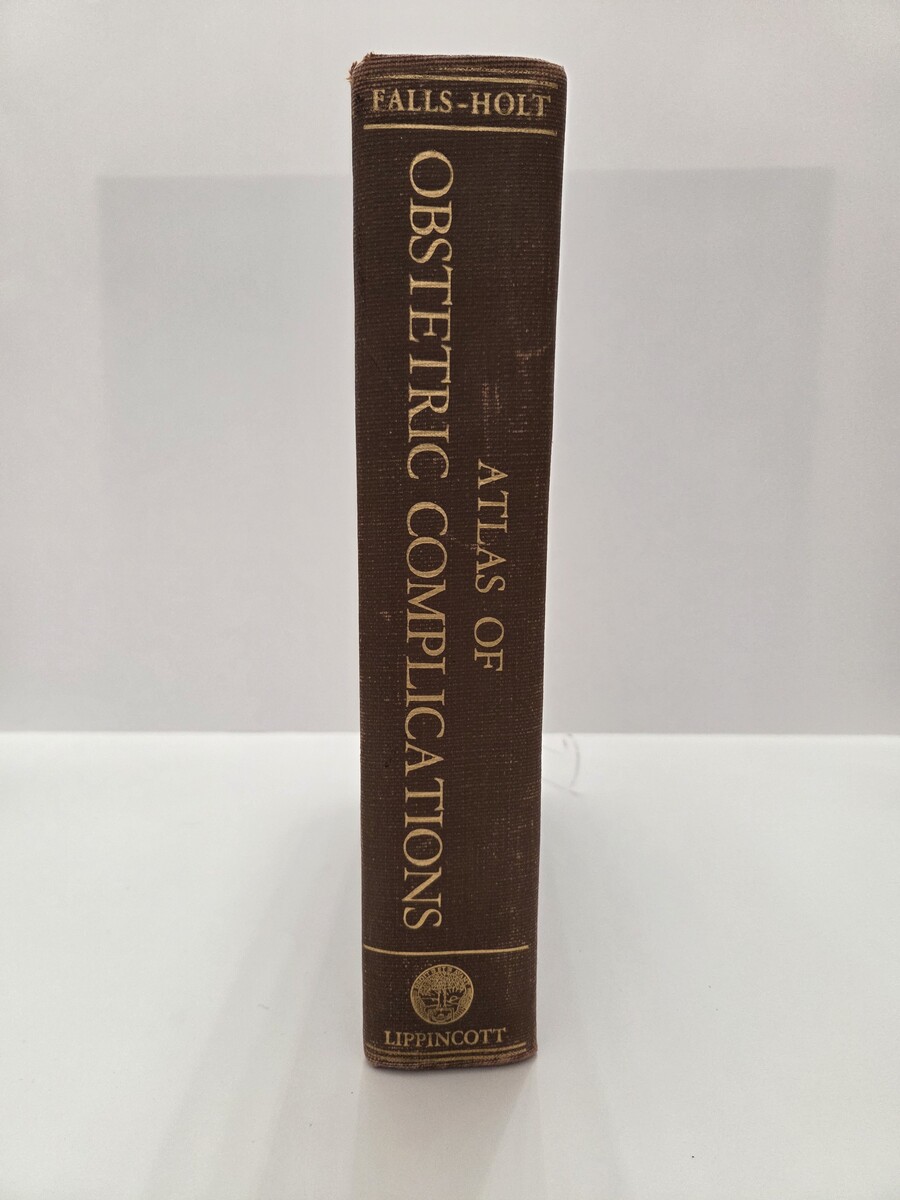 FALLS-HOLT
ATLAS OF
OBSTETRIC COMPLICATIONS
LIPPINCOTT